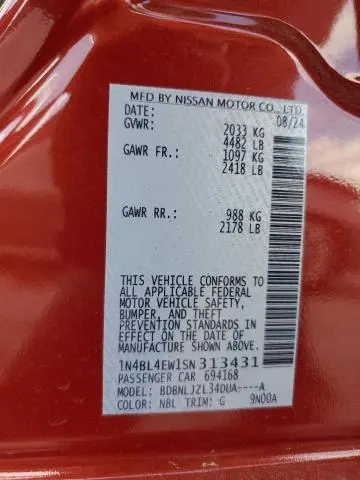 MFD BY NISSAN MOTOR CO., LTD.
DATE: 08/24
GVWR: 2033 KG
4482 LB
GAWR FR.: 1097 KG
2418 LB
GAWR RR.: 988 KG
2178 LB
THIS VEHICLE CONFORMS TO
ALL APPLICABLE FEDERAL
MOTOR VEHICLE SAFETY,
BUMPER, AND THEFT
PREVENTION STANDARDS
IN EFFECT ON THE DATE
OF MANUFACTURE SHOWN
ABOVE.
1N4BL4EW1SN313431
PASSENGER CAR 694168
MODEL: BDBNLJZL34DUA----A
COLOR: NBL TRIM: G 9N00A